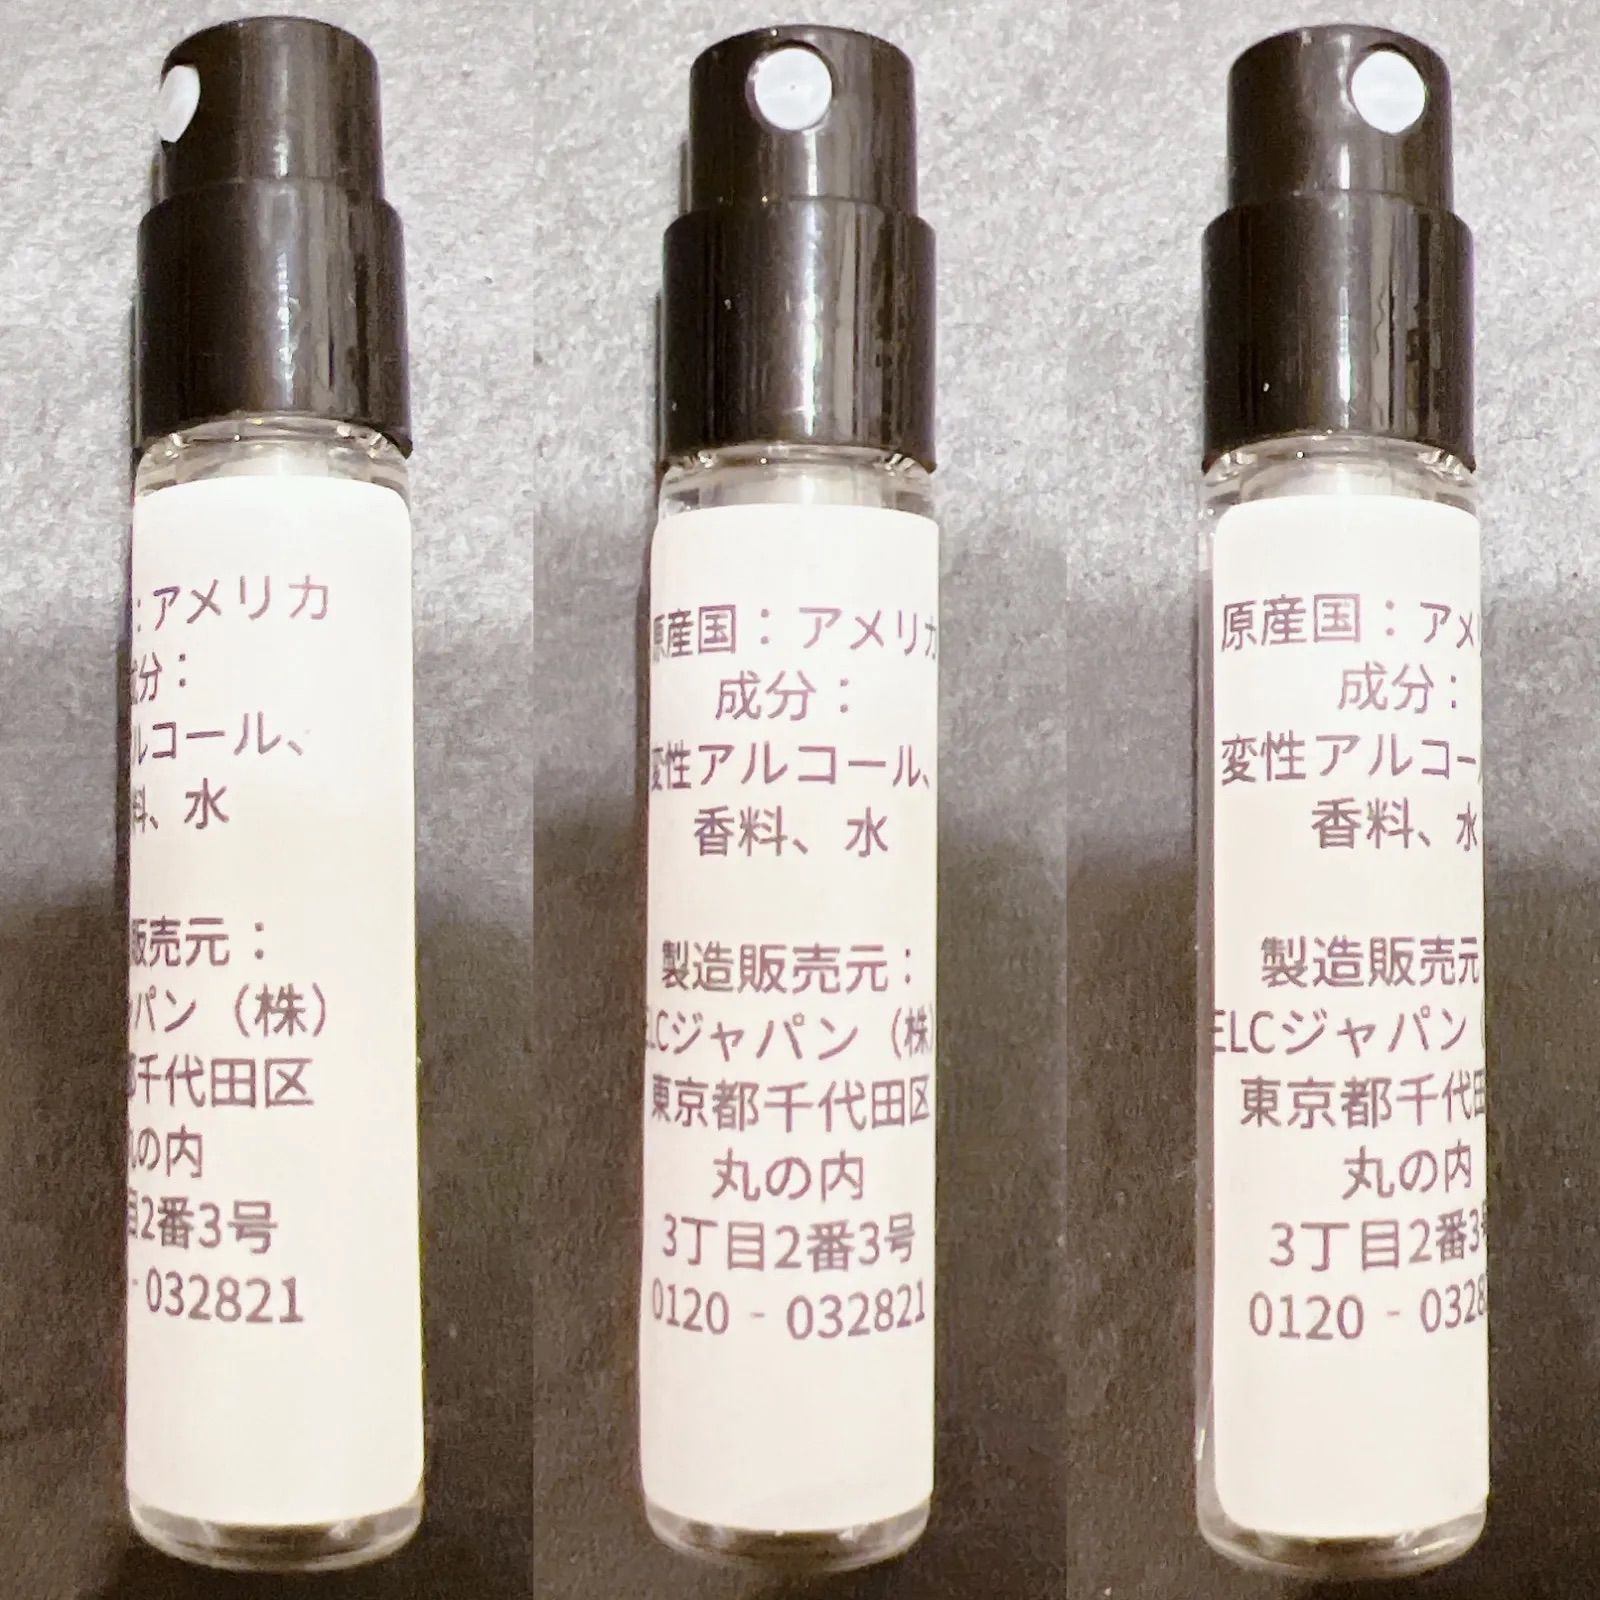 ：アメリカ
成分：
ルコール、
料、水
販売元：
ャパン（株）
都千代田区
丸の内
目2番3号
- 032821
原産国：アメリカ
成分：
変性アルコール、
香料、水
製造販売元：
ELCジャパン（株）
東京都千代田区
丸の内
3丁目2番3号
0120 - 032821
原産国：アメリ
成分：
変性アルコー
香料、水
製造販売元
ELCジャパン（
東京都千代田
丸の内
3丁目2番3号
0120 - 0328